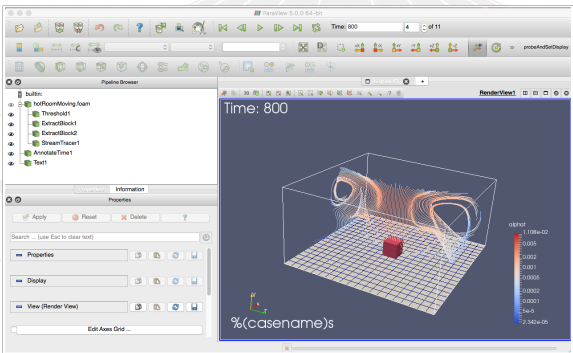 ParaView 5.0.0 64-bit
Time: 800 4 of 11
probeAndSetDisplay
Pipeline Browser
builtin:
hotRoomMoving.foam
Threshold1
ExtractBlock1
ExtractBlock2
StreamTracer1
AnnotateTime1
Text1
Information
Properties
Apply Reset Delete ?
Search ... (use Esc to clear text)
Properties
Display
View (Render View)
Edit Axes Grid ...
3D
RenderView1
Time: 800
alphat
1.108e-02
0.005
0.002
0.001
0.0005
0.0002
0.0001
5e-5
2.342e-05
%(casename)s